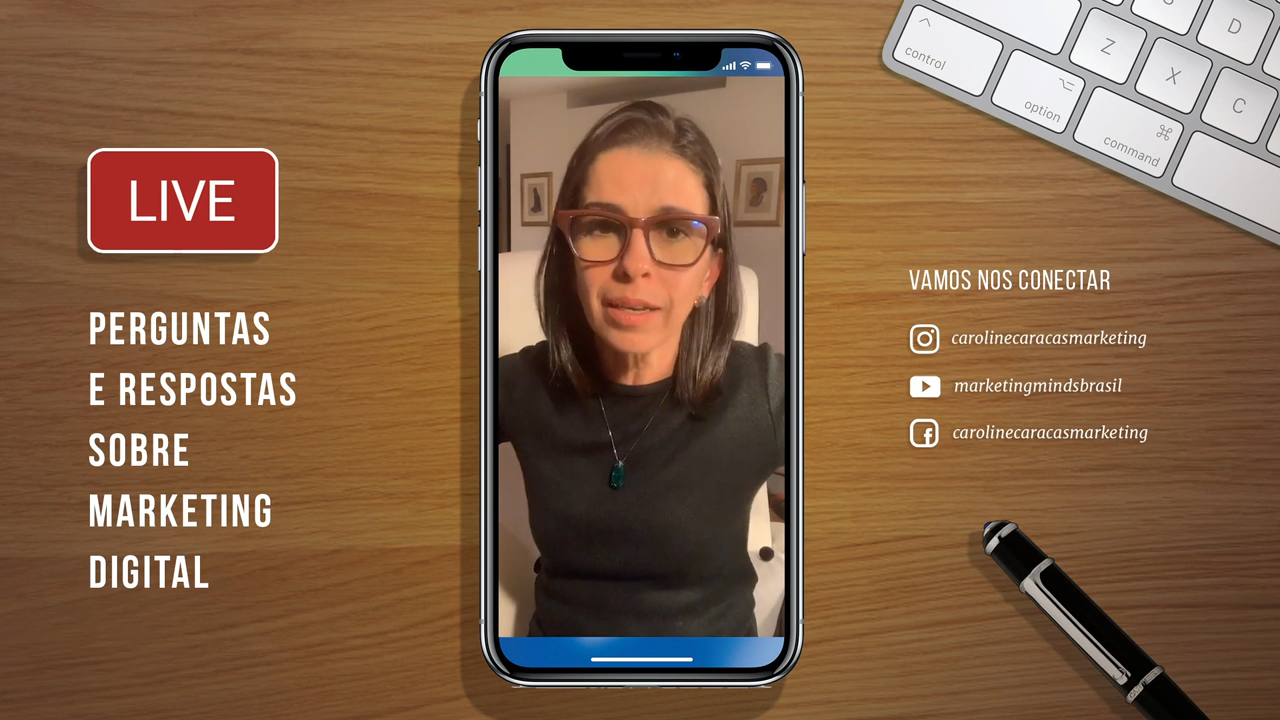 LIVE
PERGUNTAS
E RESPOSTAS
SOBRE
MARKETING
DIGITAL
VAMOS NOS CONECTAR
carolinecaracasmarketing
marketingmindsbrasil
carolinecaracasmarketing
control
option
command
Z
X
C
S
D